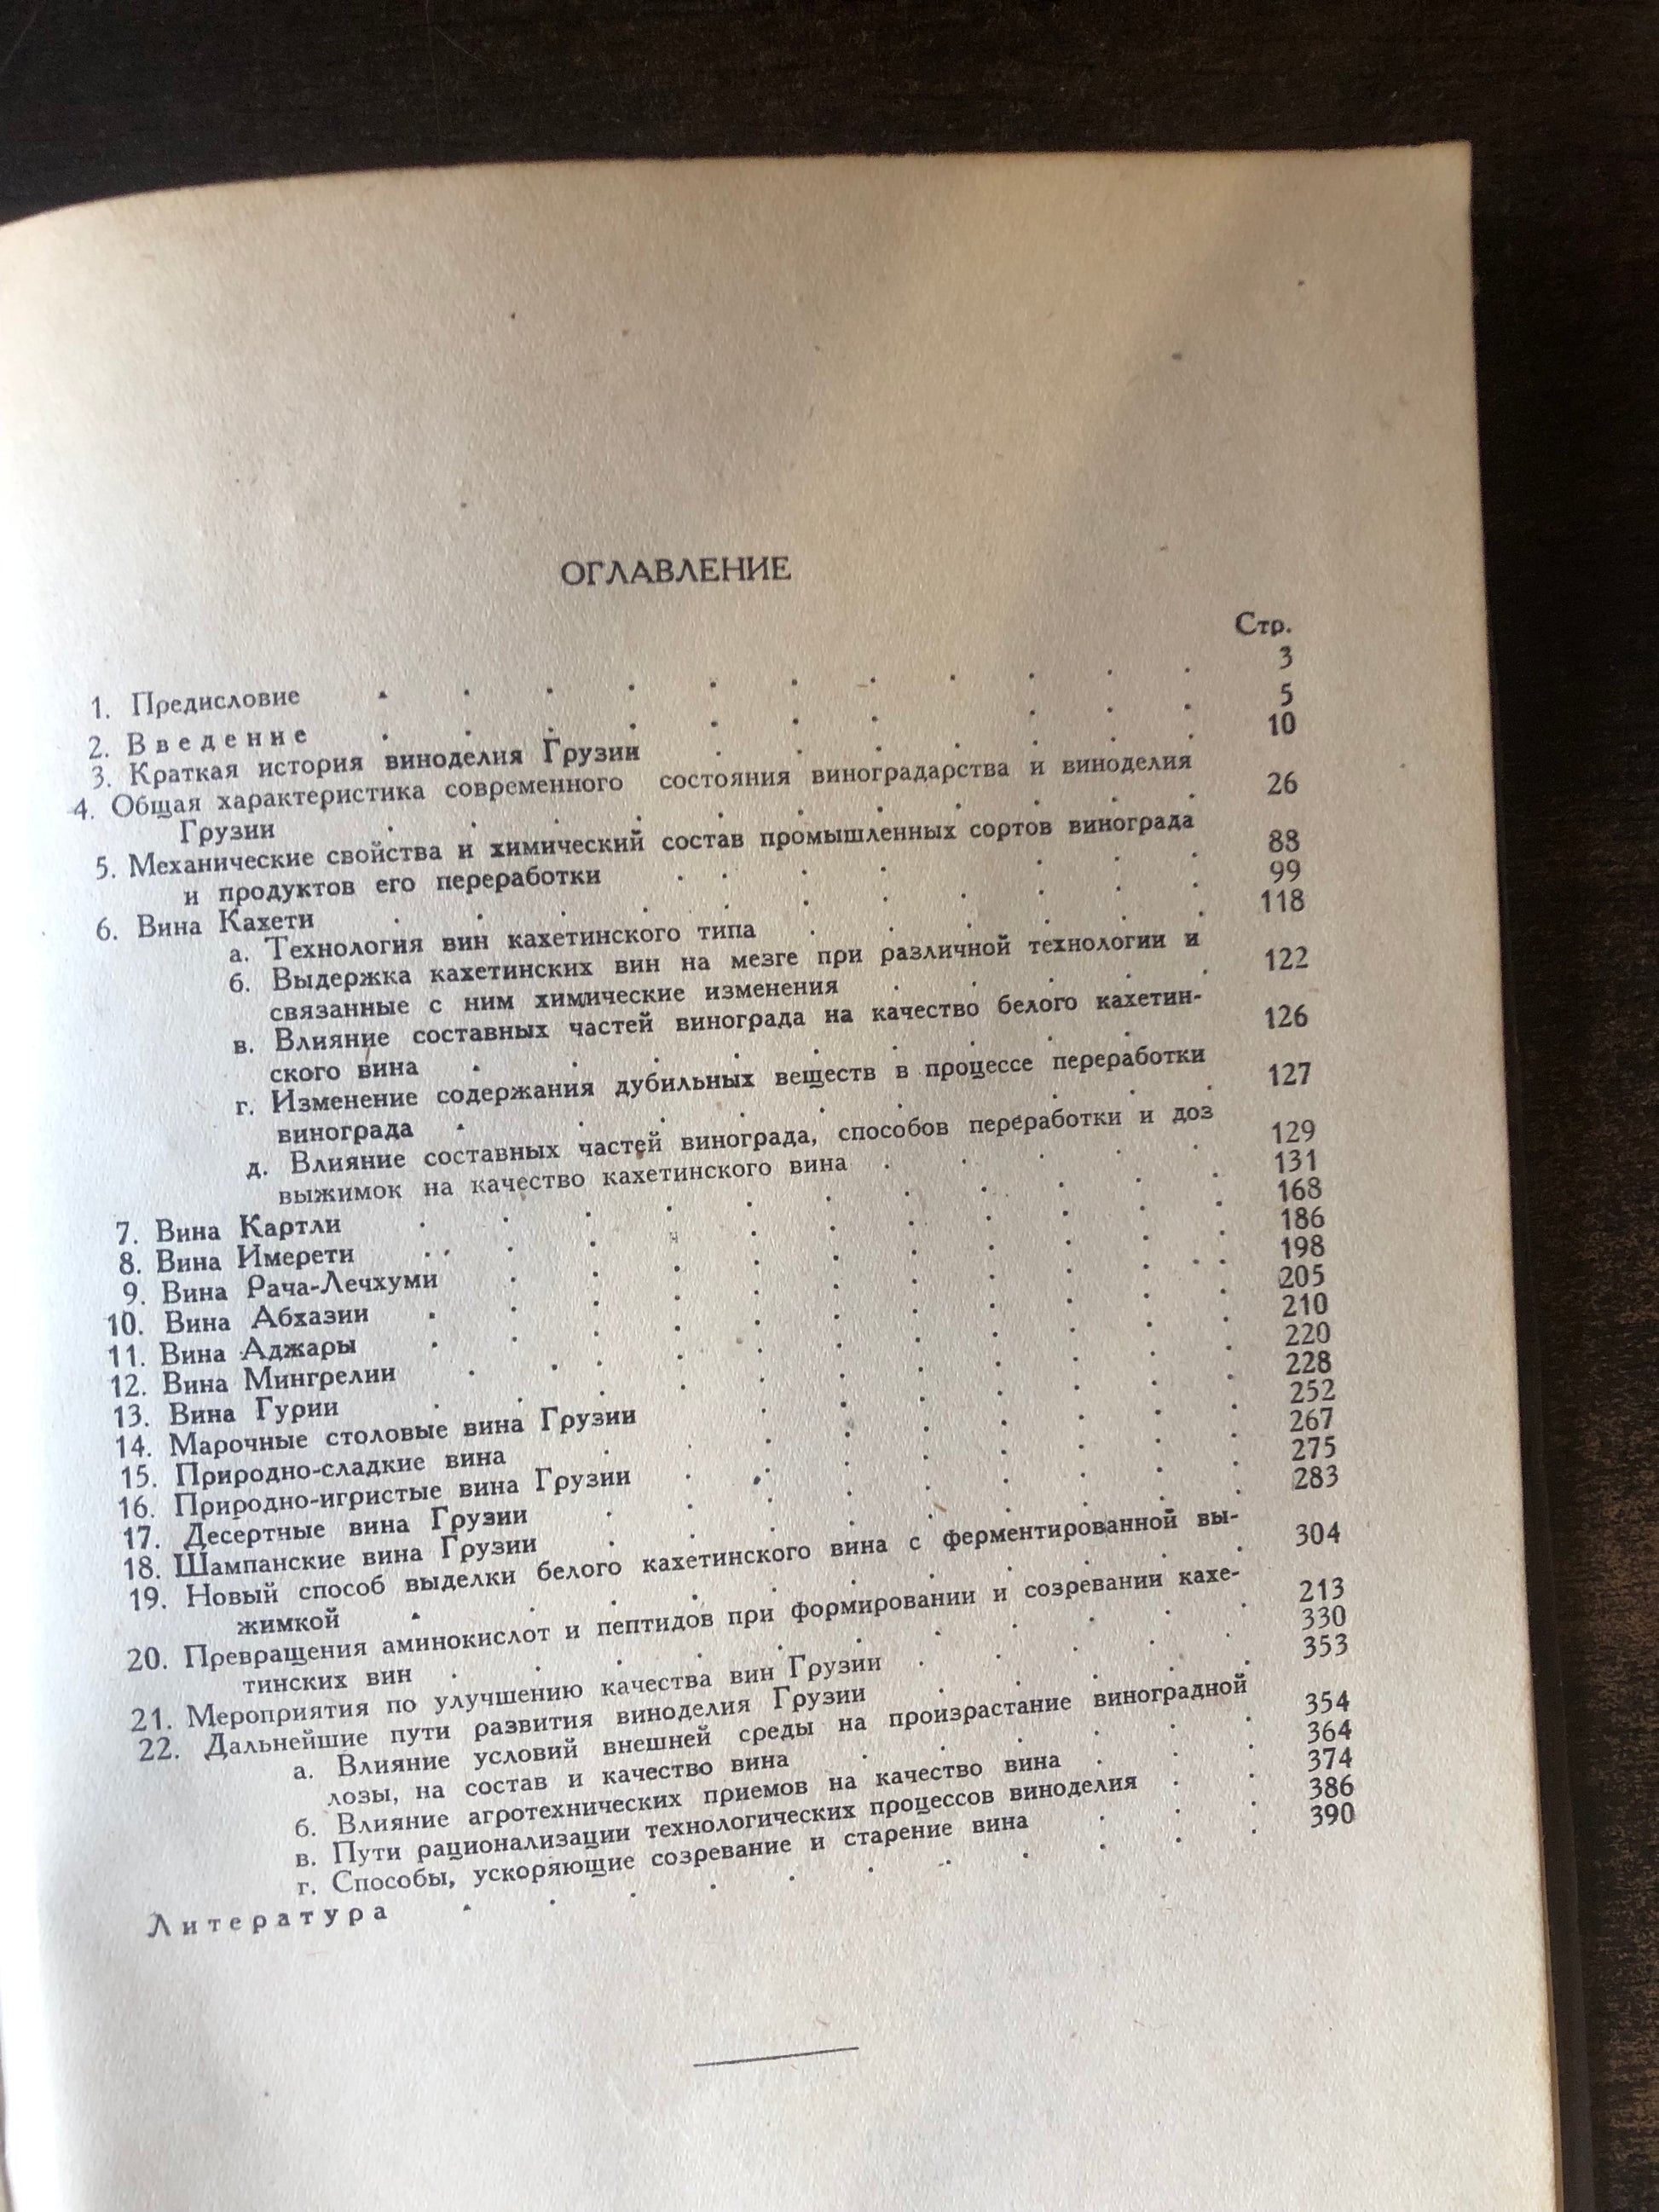 ОГЛАВЛЕНИЕ
Стр.
1. Предисловие . . . . . . . . . . . 3
2. Введение . . . . . . . . . . 5
3. Краткая история виноделия Грузии . . . . . . . 10
4. Общая характеристика современного состояния виноградарства и виноделия
Грузии . . . . . . . . . . . 26
5. Механические свойства и химический состав промышленных сортов винограда
и продуктов его переработки . . . . . . . 88
6. Вина Кахети . . . . . . . . . . . 99
а. Технология вин кахетинского типа . . . . . . 118
б. Выдержка кахетинских вин на мезге при различной технологии и
связанные с ним химические изменения . . . . . 122
в. Влияние составных частей винограда на качество белого кахетин-
ского вина . . . . . . . . . 126
г. Изменение содержания дубильных веществ в процессе переработки
винограда . . . . . . . . 127
д. Влияние составных частей винограда, способов переработки и доз
выжимок на качество кахетинского вина . . . . . 129
7. Вина Картли . . . . . . . . . . . 131
8. Вина Имерети . . . . . . . . . . . 168
9. Вина Рача-Лечхуми . . . . . . . . . . 186
10. Вина Абхазии . . . . . . . . . . . 198
11. Вина Аджары . . . . . . . . . . . 205
12. Вина Мингрелии . . . . . . . . . . . 210
13. Вина Гурии . . . . . . . . . . . 220
14. Марочные столовые вина Грузии . . . . . . . 228
15. Природно-сладкие вина . . . . . . . . . 252
16. Природно-игристые вина Грузии . . . . . . . . 267
17. Десертные вина Грузии . . . . . . . . . 275
18. Шампанские вина Грузии . . . . . . . . . 283
19. Новый способ выделки белого кахетинского вина с ферментированной вы-
жимкой . . . . . . . . . . . 304
20. Превращения аминокислот и пептидов при формировании и созревании кахе-
тинских вин . . . . . . . . . . . 213
21. Мероприятия по улучшению качества вин Грузии . . . . . 330
22. Дальнейшие пути развития виноделия Грузии . . . . . 353
а. Влияние условий внешней среды на произрастание виноградной
лозы, на состав и качество вина . . . . . . 354
б. Влияние агротехнических приемов на качество вина . . . 364
в. Пути рационализации технологических процессов виноделия . . 374
г. Способы, ускоряющие созревание и старение вина . . . 386
Литература . . . . . . . . . . . 390